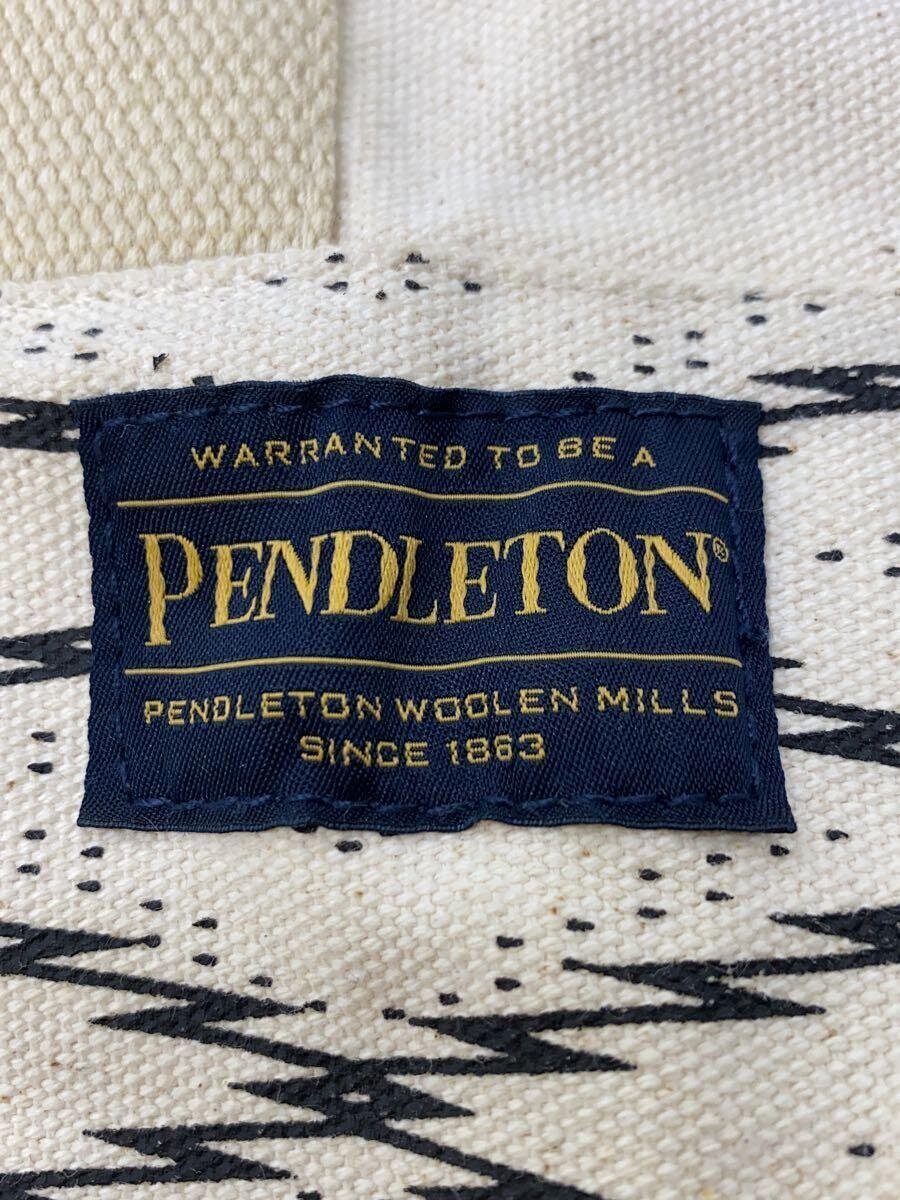 WARRANTED TO BE A
PENDLETON®
PENDLETON WOOLEN MILLS
SINCE 1863